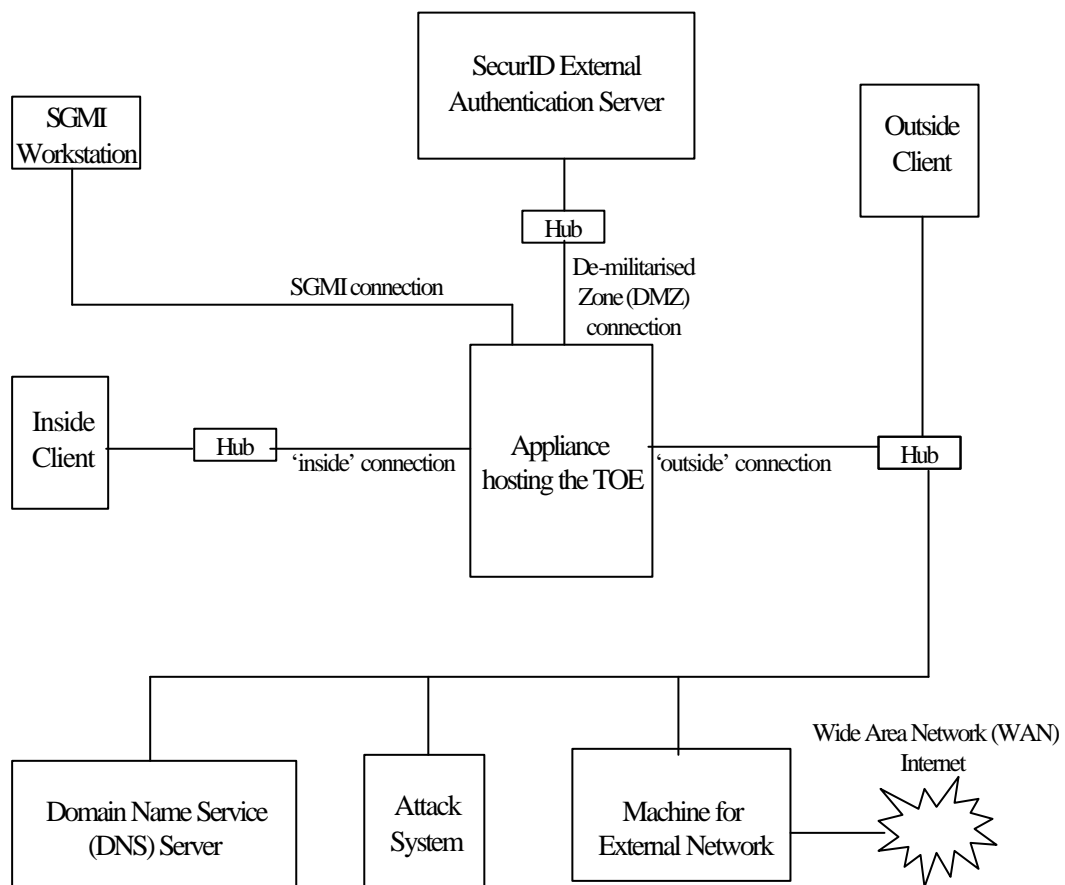 SecurID External
Authentication Server
SGMI
Workstation
Outside
Client
Hub
SGMI connection
De-militarised
Zone (DMZ)
connection
Inside
Client
Hub
'inside' connection
Appliance
hosting the TOE
'outside' connection
Hub
Wide Area Network (WAN)
Internet
Domain Name Service
(DNS) Server
Attack
System
Machine for
External Network